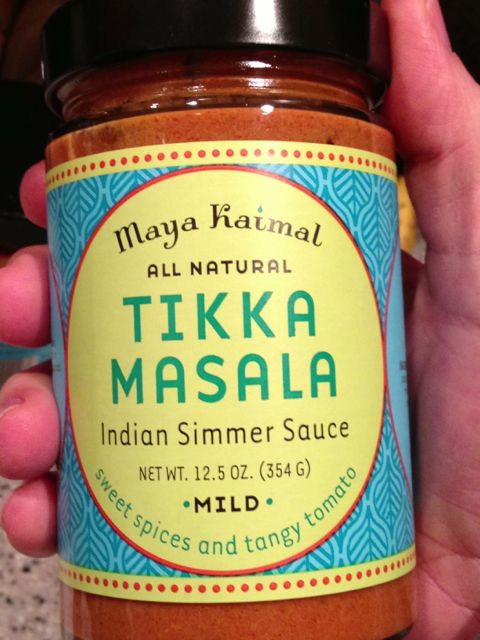 Maya Kaimal
ALL NATURAL
TIKKA
MASALA
Indian Simmer Sauce
NET WT. 12.5 OZ. (354 G)
•MILD•
sweet spices and tangy tomato